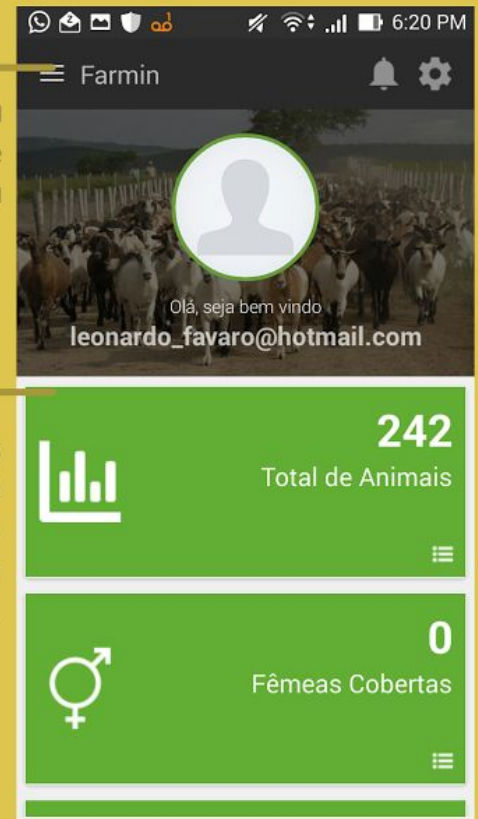 6:20 PM
Farmin
Olá, seja bem vindo
leonardo_favaro@hotmail.com
242
Total de Animais
0
Fêmeas Cobertas